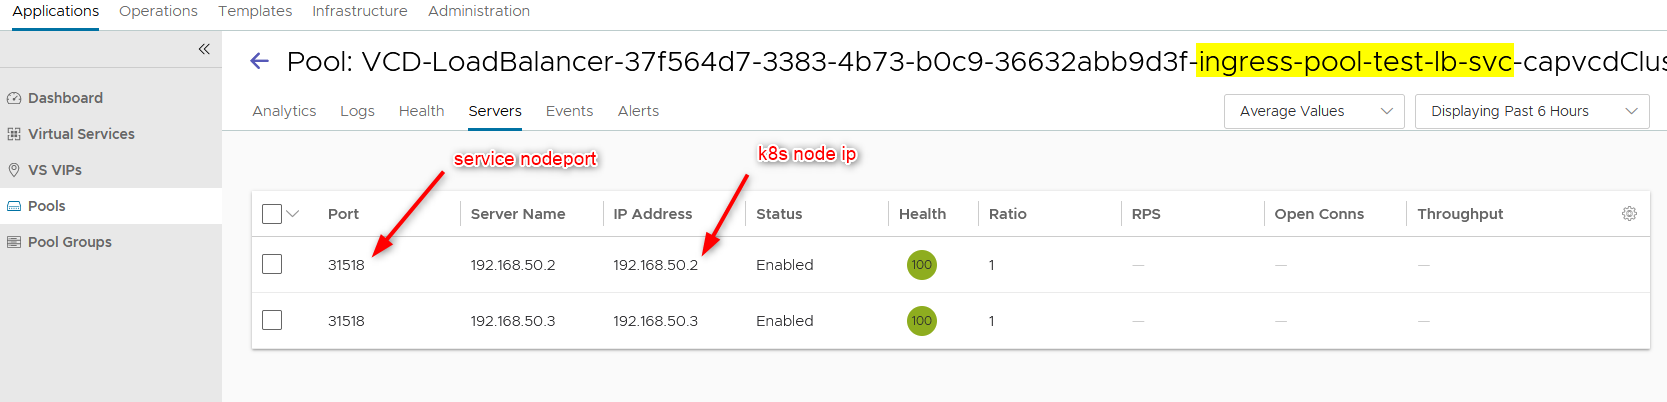 Applications Operations Templates Infrastructure Administration
Pool: VCD-LoadBalancer-37f564d7-3383-4b73-b0c9-36632abb9d3f-ingress-pool-test-lb-svc-capvcdClus
Dashboard
Virtual Services
VS VIPs
Pools
Pool Groups
Analytics Logs Health Servers Events Alerts
Average Values Displaying Past 6 Hours
service nodeport k8s node ip
Port Server Name IP Address Status Health Ratio RPS Open Conns Throughput
31518 192.168.50.2 192.168.50.2 Enabled 100 1 — — —
31518 192.168.50.3 192.168.50.3 Enabled 100 1 — — —